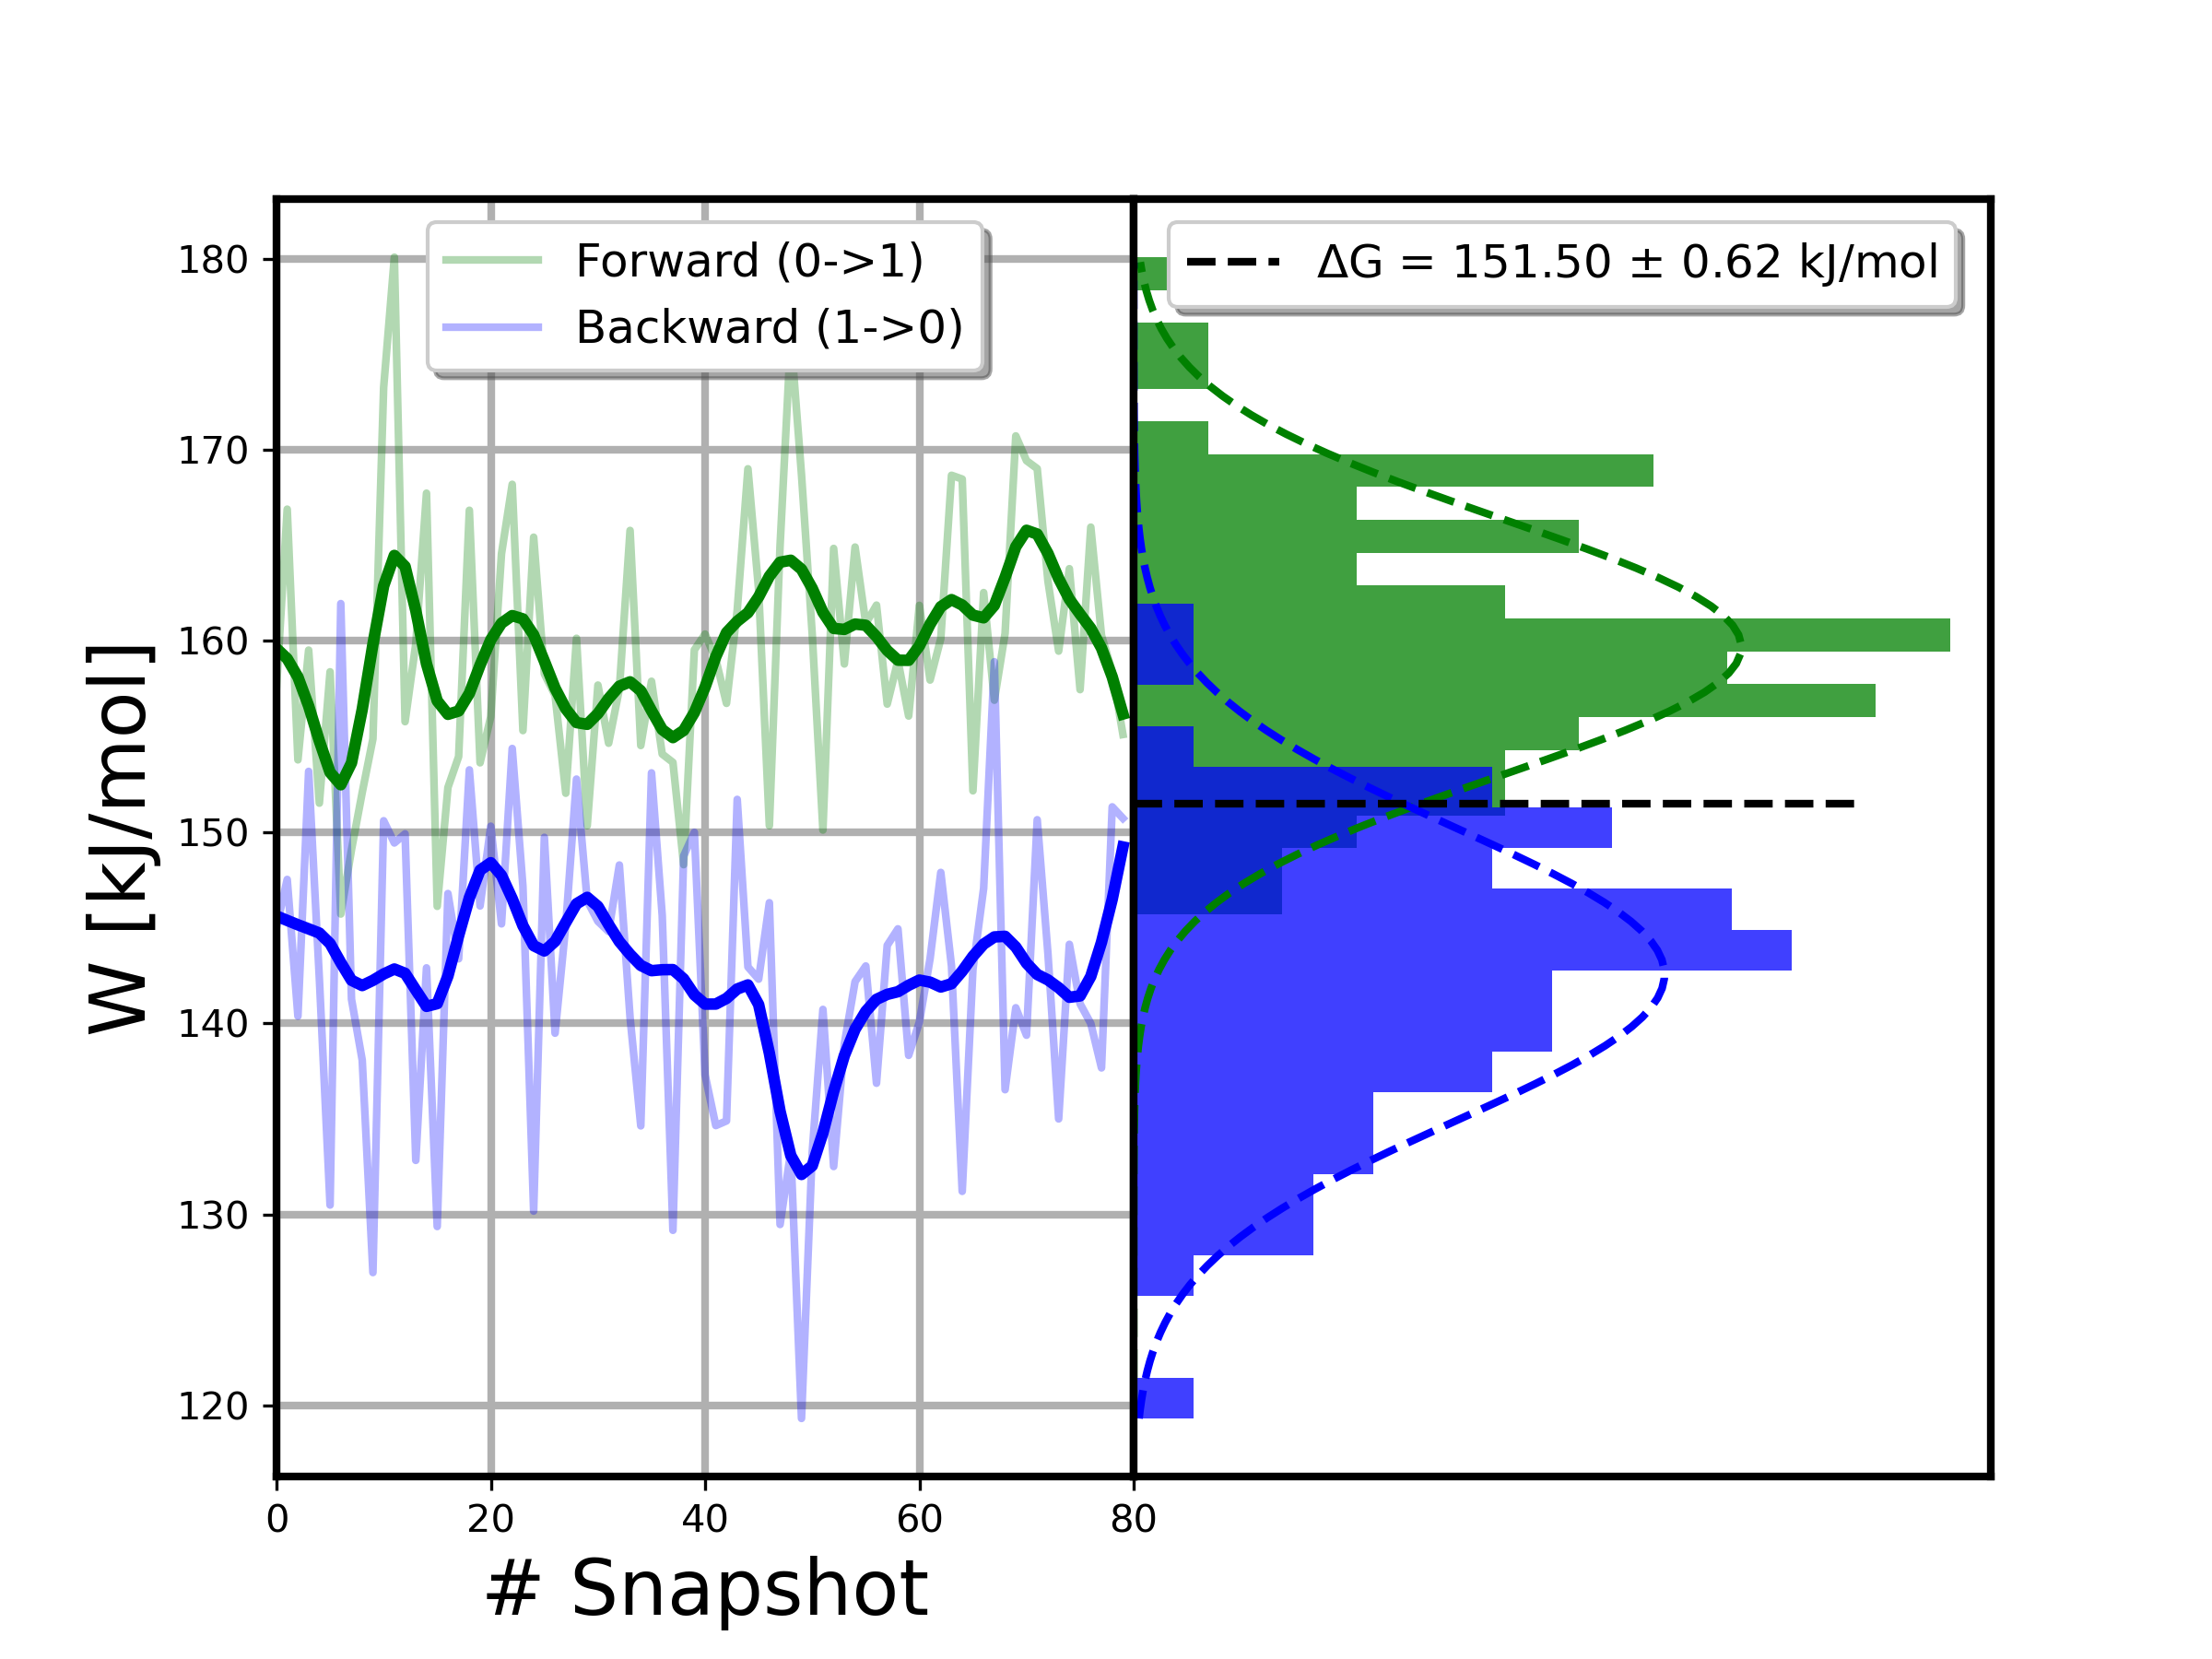 Forward (0->1)
Backward (1->0)
ΔG = 151.50 ± 0.62 kJ/mol
W [kJ/mol]
180
170
160
150
140
130
120
0 20 40 60 80
# Snapshot